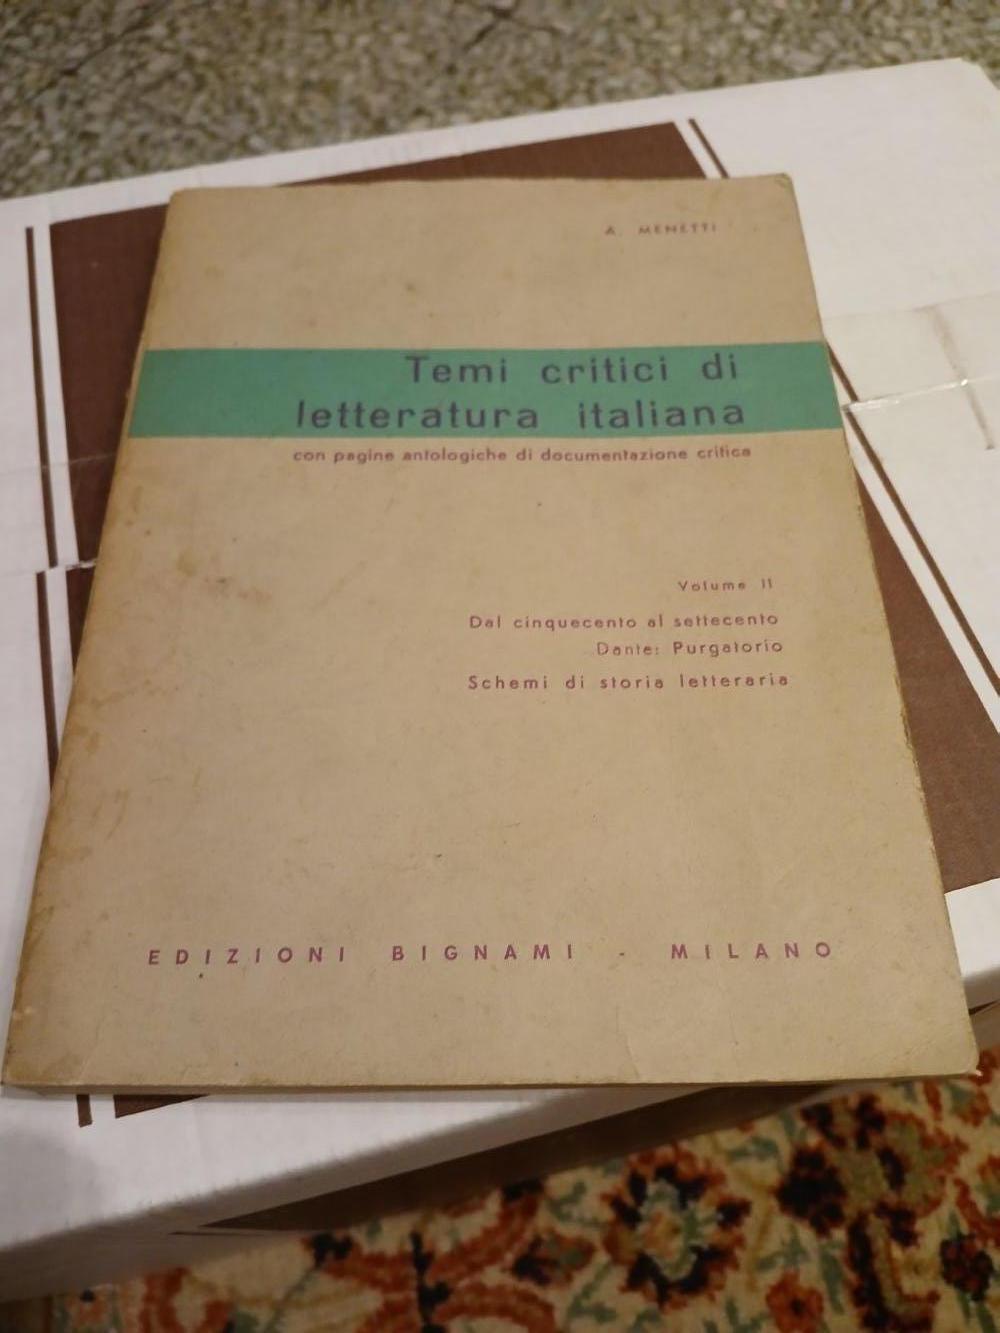 A. MENETTI
Temi critici di
letteratura italiana
con pagine antologiche di documentazione critica
Volume II
Dal cinquecento al settecento
Dante: Purgatorio
Schemi di storia letteraria
EDIZIONI BIGNAMI - MILANO